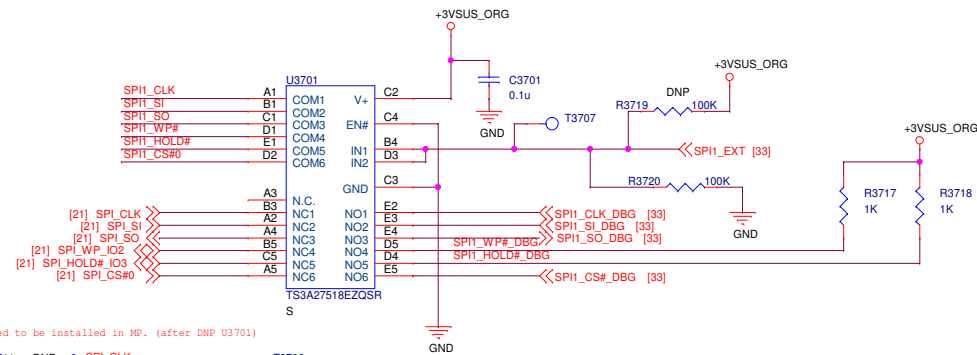 +3VSUS_ORG
+3VSUS_ORG
+3VSUS_ORG
U3701
C3701
0.1u
GND
DNP
R3719 100K
T3707
SPI1_EXT [33]
R3720 100K
GND
R3717
1K
R3718
1K
SPI1_CLK A1 COM1
SPI1_SI B1 COM2
SPI1_SO C1 COM3
SPI1_WP# D1 COM4
SPI1_HOLD# E1 COM5
SPI1_CS#0 D2 COM6
V+ C2
EN# C4
IN1 B4
IN2 D3
GND C3
A3 N.C.
[21] SPI_CLK B3 NC1
[21] SPI_SI A2 NC2
[21] SPI_SO A4 NC3
[21] SPI_WP_IO2 B5 NC4
[21] SPI_HOLD#_IO3 C5 NC5
[21] SPI_CS#0 A5 NC6
NO1 E2 SPI1_CLK_DBG [33]
NO2 E3 SPI1_SI_DBG [33]
NO3 E4 SPI1_SO_DBG [33]
NO4 D5 SPI1_WP#_DBG
NO5 D4 SPI1_HOLD#_DBG
NO6 E5 SPI1_CS#_DBG [33]
TS3A27518EZQSR
S
GND
ed to be installed in MP. (after DNP U3701)